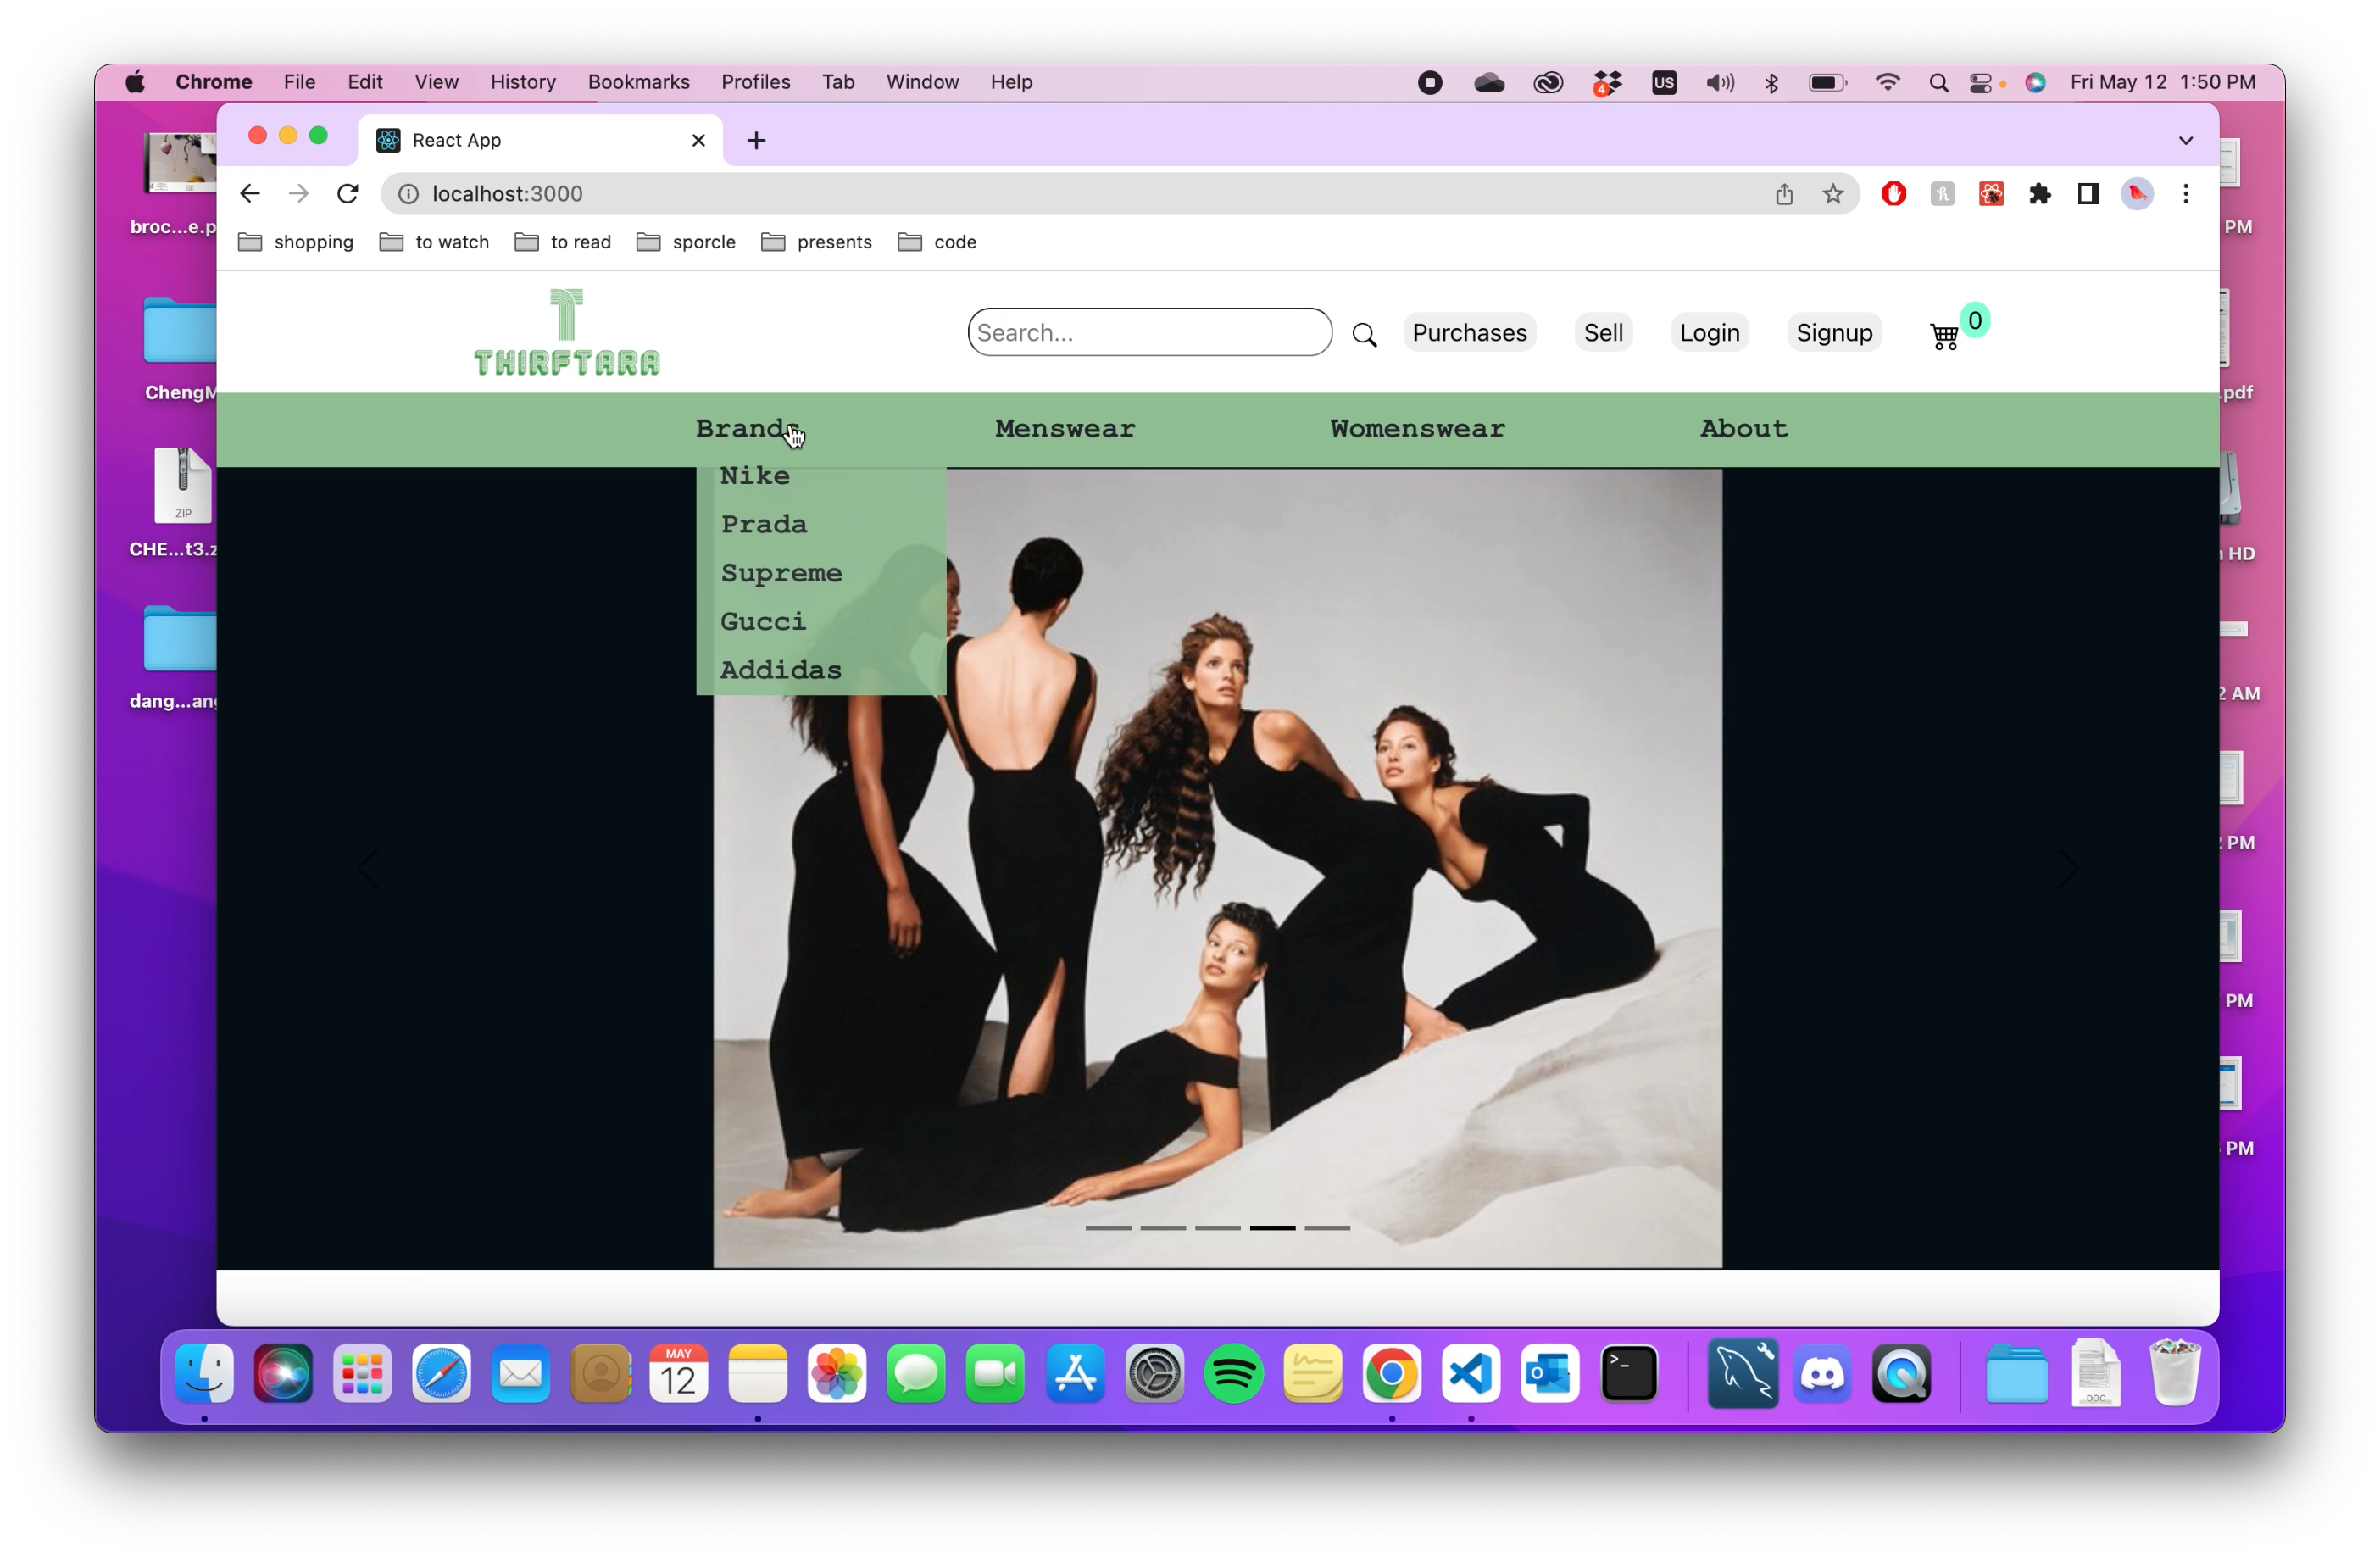 Chrome File Edit View History Bookmarks Profiles Tab Window Help 4 US Fri May 12 1:50 PM
React App
localhost:3000
shopping to watch to read sporcle presents code
T
THIRFTARA
Search... Purchases Sell Login Signup 0
Brands Menswear Womenswear About
Nike
Prada
Supreme
Gucci
Addidas
broc...e.p
PM
ChengM
.pdf
ZIP
CHE...t3.z
HD
dang...ang
2 AM
PM
PM
PM
MAY
12
DOC